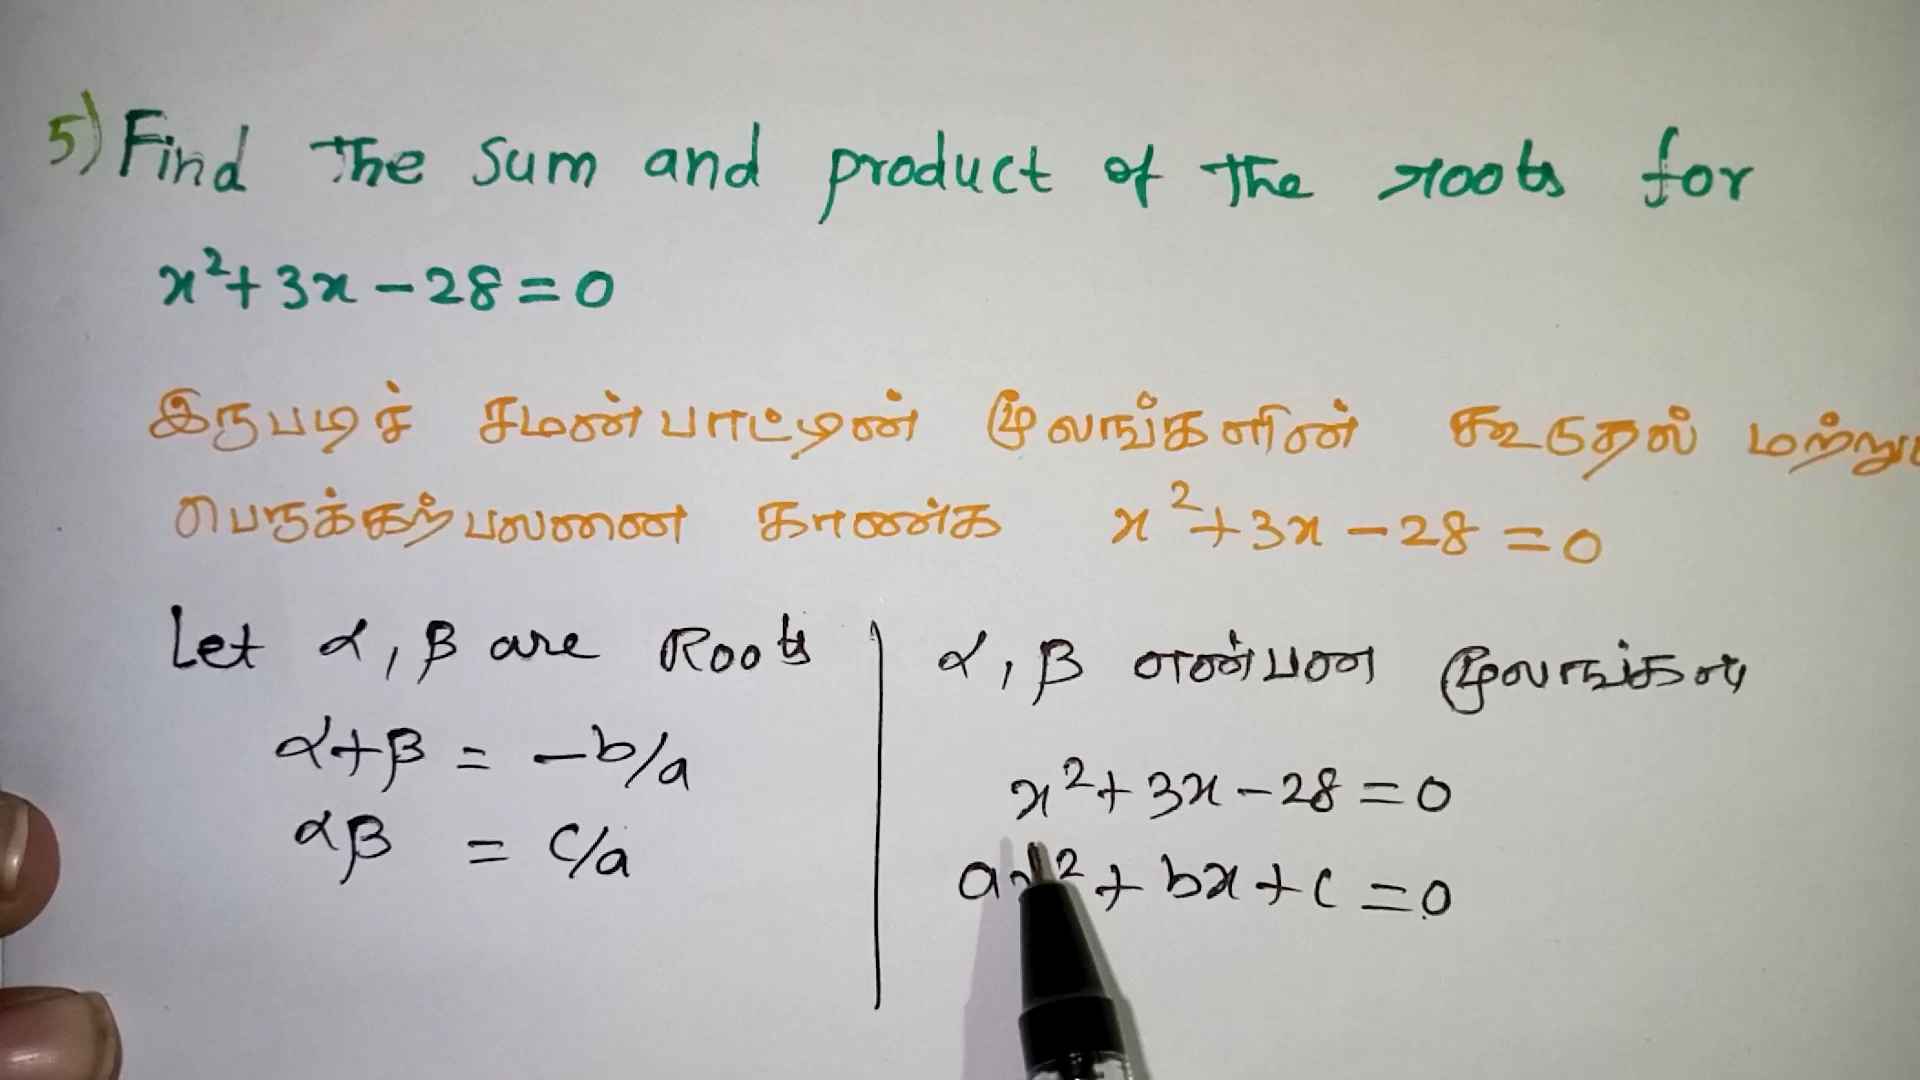 5) Find The Sum and product of The roots for
x²+3x-28=0
இருபடிச் சமன்பாட்டின் மூலங்களின் கூடுதல் மற்றும்
பெருக்கற்பலனை காண்க x²+3x-28=0
Let α, β are Roots
α+β = -b/a
αβ = c/a
α, β என்பன மூலங்கள்
x²+3x-28=0
ax²+bx+c=0